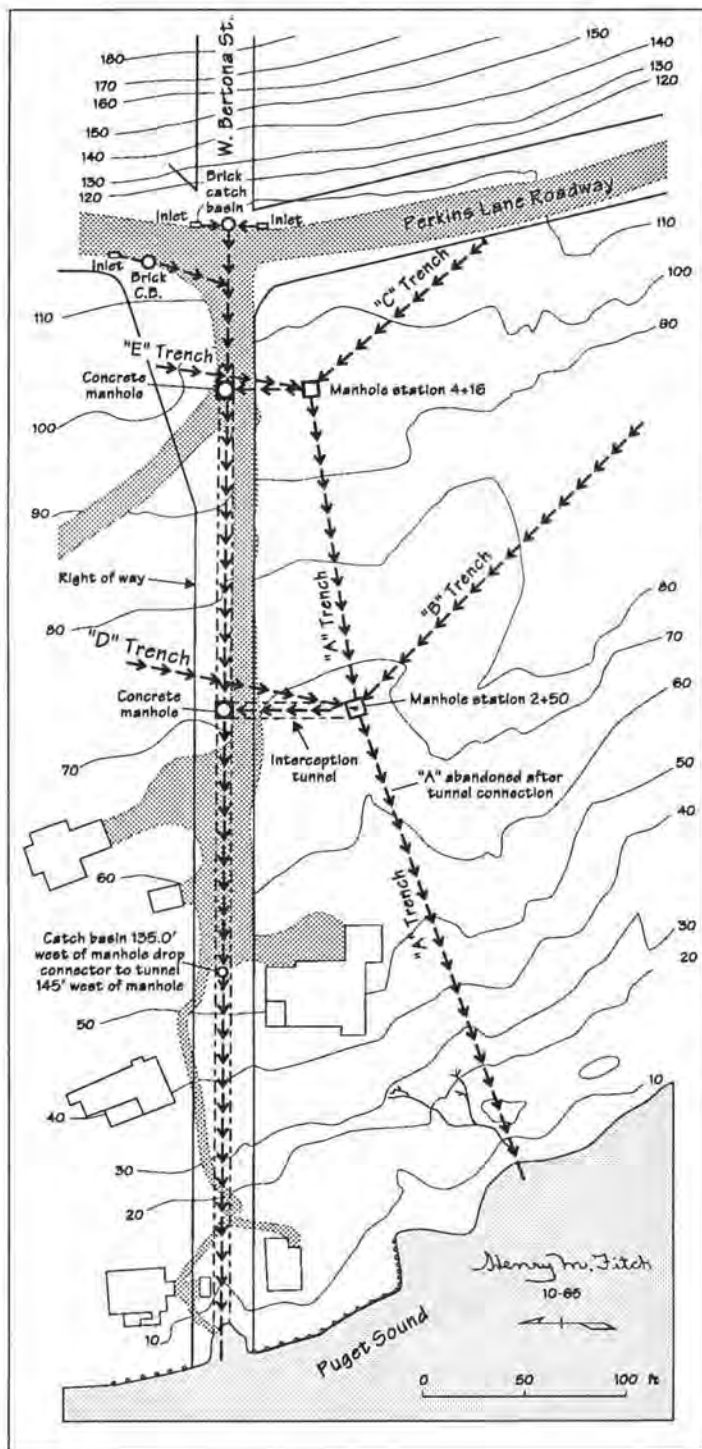 180
170
160
150
140
130
120
W. Bertona St.
150
140
130
120
Brick
catch
basin
Inlet
Inlet
Perkins Lane Roadway
110
Inlet
Brick
C.B.
"C" Trench
100
110
90
"E" Trench
Concrete
manhole
Manhole station 4+16
100
90
"B" Trench
Right of way
"A" Trench
80
80
"D" Trench
70
Concrete
manhole
Manhole station 2+50
60
Interception
tunnel
70
"A" abandoned after
tunnel connection
50
40
60
"A" Trench
Catch basin 135.0'
west of manhole drop
connector to tunnel
145' west of manhole
30
20
50
10
40
30
20
Henry M. Fitch
10-65
10
Puget Sound
0 50 100 ft